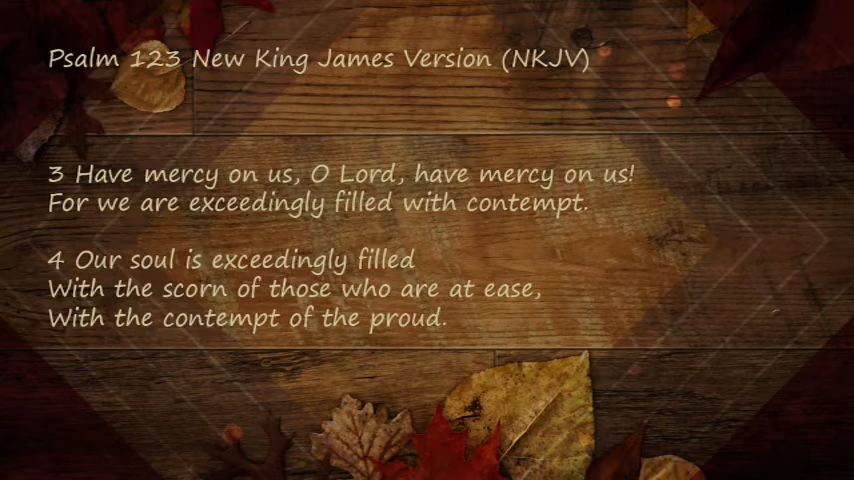 Psalm 123 New King James Version (NKJV)
3 Have mercy on us, O Lord, have mercy on us!
For we are exceedingly filled with contempt.
4 Our soul is exceedingly filled
With the scorn of those who are at ease,
With the contempt of the proud.